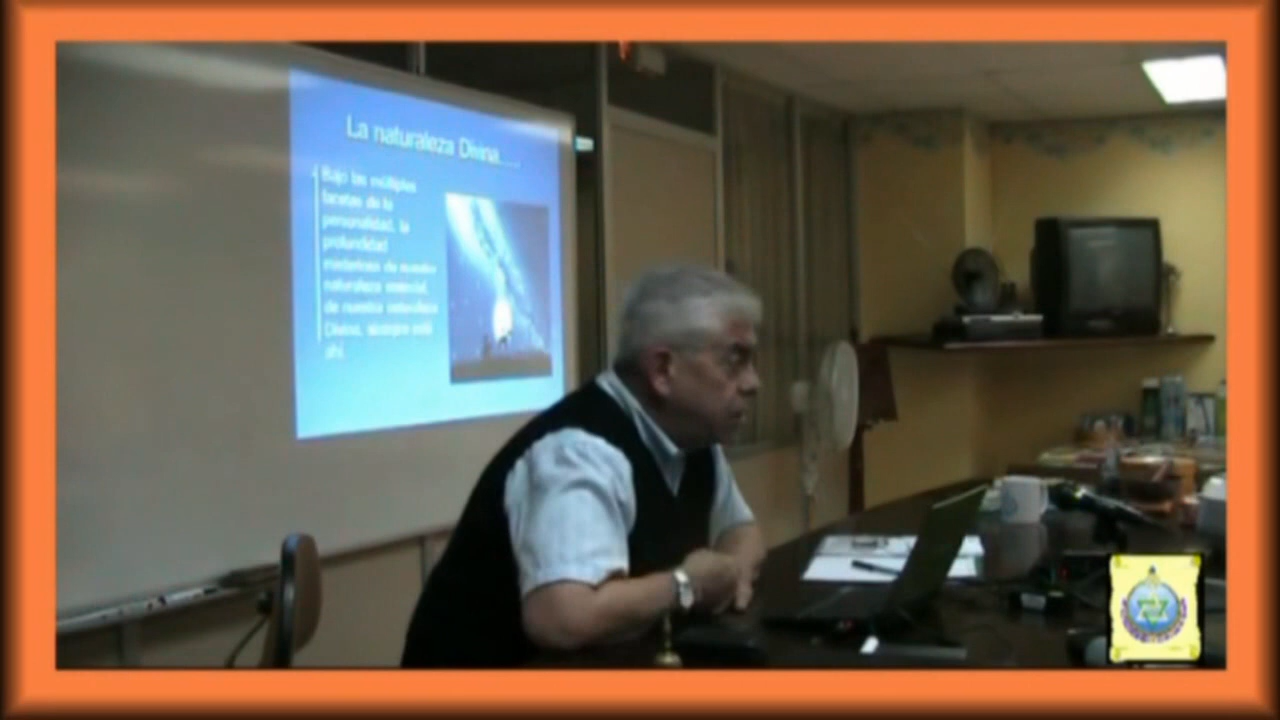 La naturaleza Divina....
Bajo las múltiples
facetas de la
personalidad, la
profundidad
misteriosa de nuestra
naturaleza esencial,
de nuestra naturaleza
Divina, siempre está
ahí.